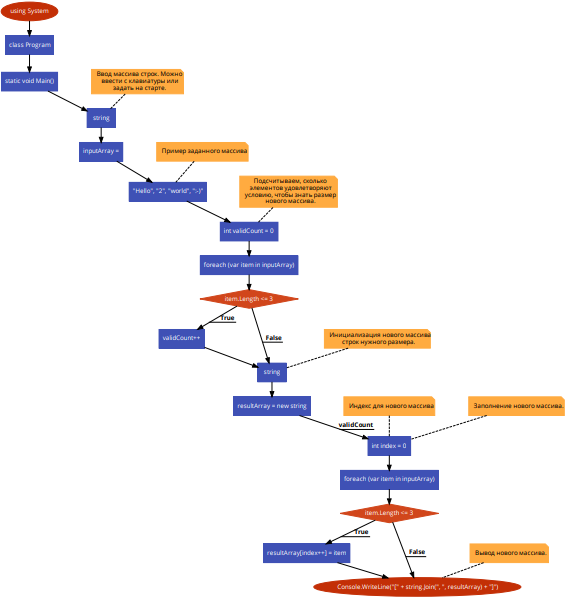 using System
class Program
static void Main()
Ввод массива строк. Можно
ввести с клавиатуры или
задать на старте.
string
inputArray =
Пример заданного массива
"Hello", "2", "world", ":-)"
Подсчитываем, сколько
элементов удовлетворяют
условию, чтобы знать размер
нового массива.
int validCount = 0
foreach (var item in inputArray)
item.Length <= 3
True
False
validCount++
Инициализация нового массива
строк нужного размера.
string
resultArray = new string
Индекс для нового массива
Заполнение нового массива.
validCount
int index = 0
foreach (var item in inputArray)
item.Length <= 3
True
False
resultArray[index++] = item
Вывод нового массива.
Console.WriteLine("[" + string.Join(", ", resultArray) + "]")